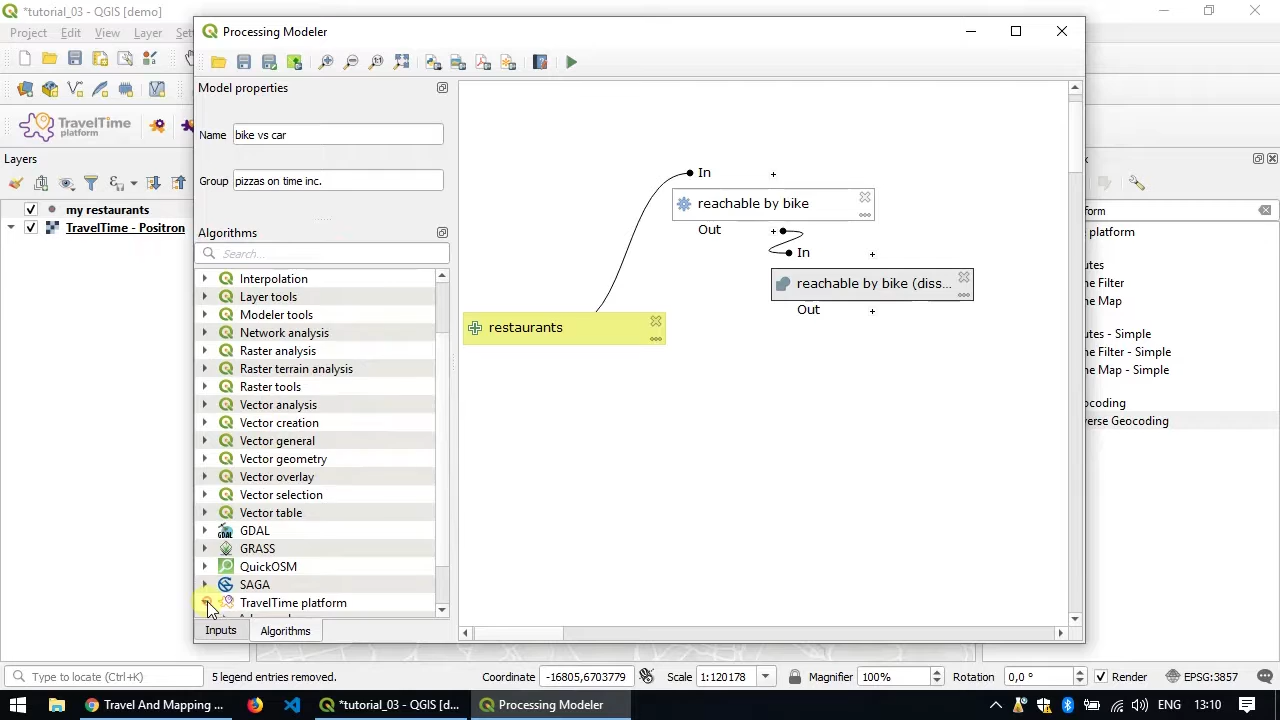 *tutorial_03 - QGIS [demo]
Project Edit View Layer
Processing Modeler
Model properties
Name bike vs car
Group pizzas on time inc.
TravelTime
platform
Layers
my restaurants
TravelTime - Positron
Algorithms
Search...
Interpolation
Layer tools
Modeler tools
Network analysis
Raster analysis
Raster terrain analysis
Raster tools
Vector analysis
Vector creation
Vector general
Vector geometry
Vector overlay
Vector selection
Vector table
GDAL
GRASS
QuickOSM
SAGA
TravelTime platform
Inputs Algorithms
In
reachable by bike
Out
In
reachable by bike (diss...
Out
restaurants
form
platform
utes
ne Filter
ne Map
utes - Simple
ne Filter - Simple
ne Map - Simple
ocoding
verse Geocoding
Type to locate (Ctrl+K) 5 legend entries removed. Coordinate -16805,6703779 Scale 1:120178 Magnifier 100% Rotation 0,0 ° Render EPSG:3857
Travel And Mapping ... *tutorial_03 - QGIS [d... Processing Modeler ENG 13:10